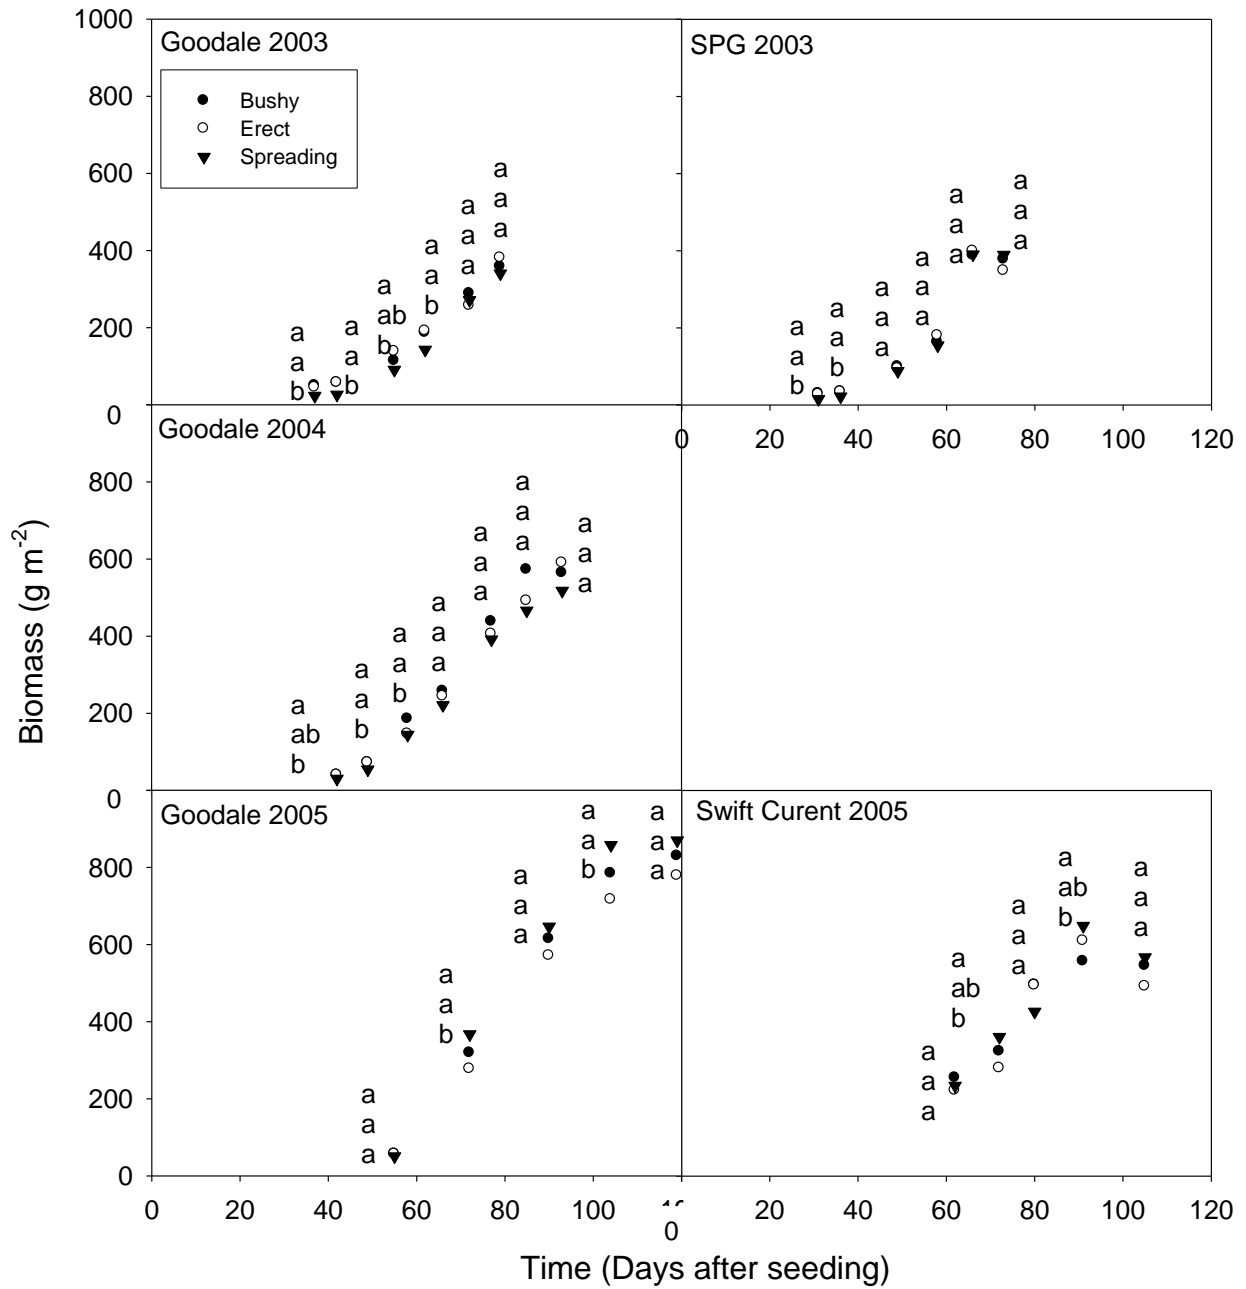 1000
800
600
400
200
0
Goodale 2003
Bushy
Erect
Spreading
a
a
b
a
a
b
a
ab
b
a
a
b
a
a
a
a
a
a
SPG 2003
a
a
b
a
a
b
a
a
a
a
a
a
a
a
a
a
a
a
0 20 40 60 80 100 120
Goodale 2004
800
600
400
200
0
a
ab
b
a
a
b
a
a
b
a
a
a
a
a
a
a
a
a
a
a
a
Biomass (g m-2)
Goodale 2005
800
600
400
200
0
a
a
a
a
a
b
a
a
a
a
a
b
a
a
a
0 20 40 60 80 100
0
Swift Curent 2005
a
a
a
a
ab
b
a
a
a
a
ab
b
a
a
a
20 40 60 80 100 120
Time (Days after seeding)